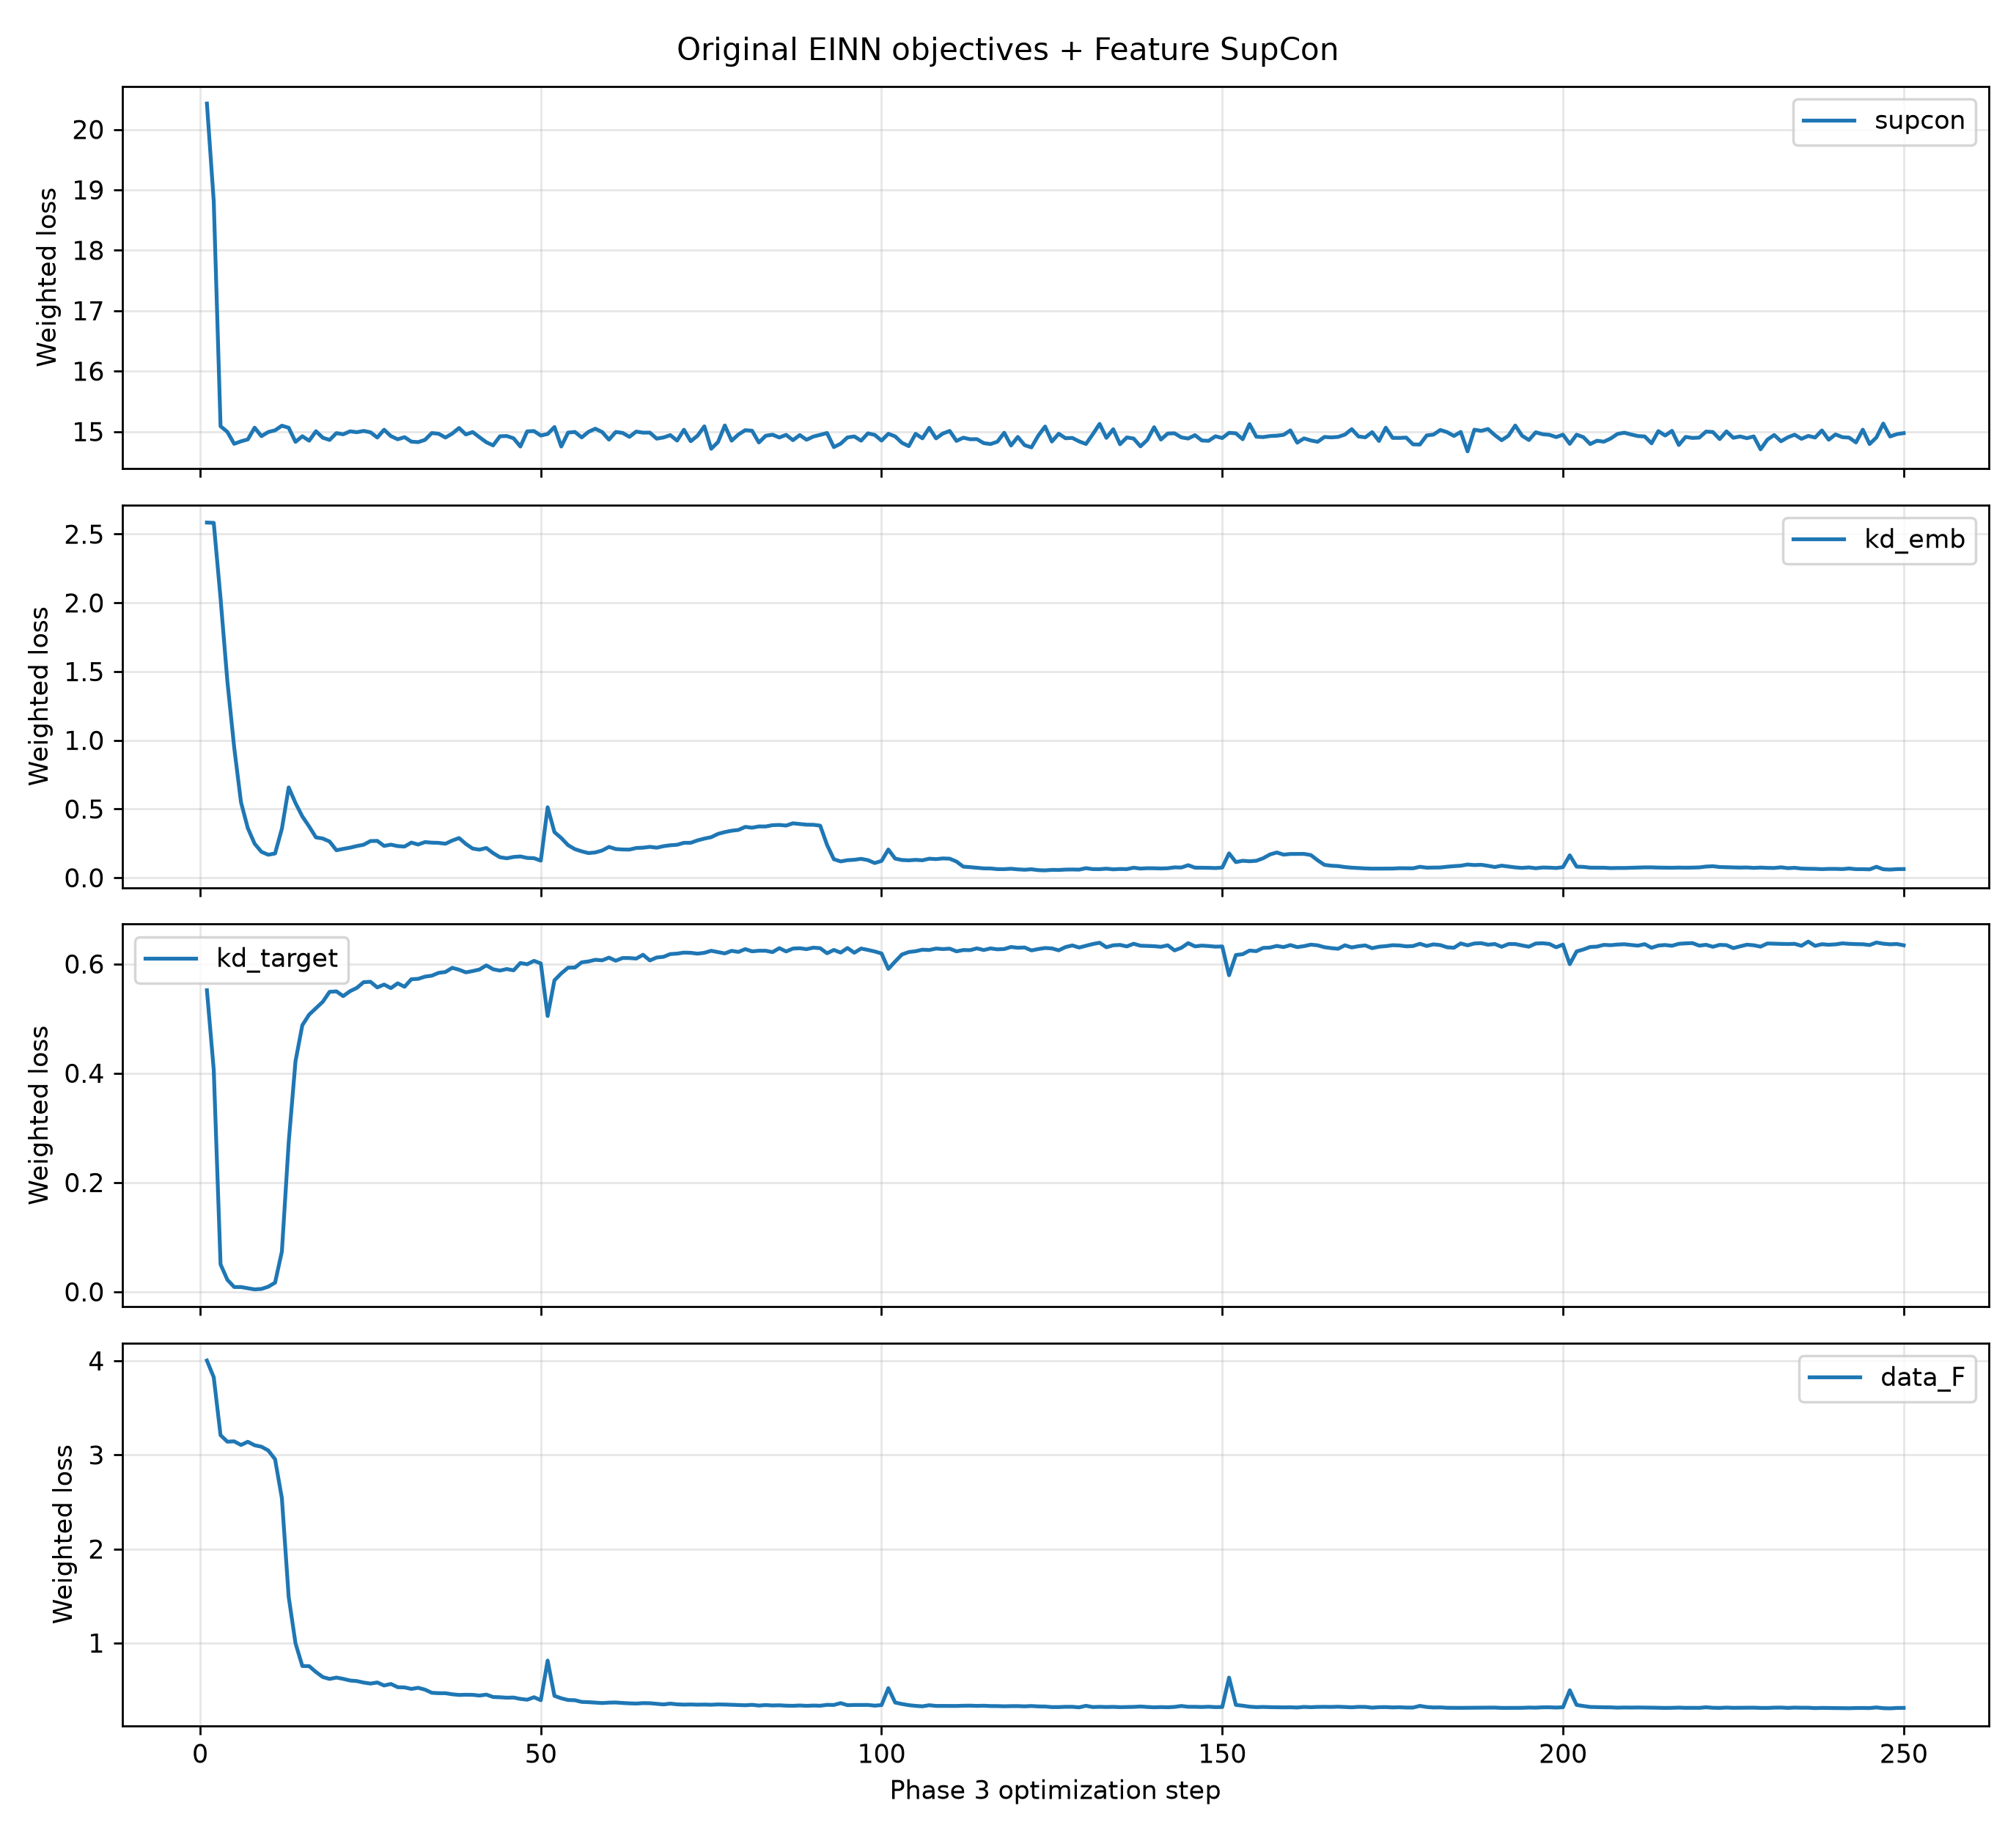 Original EINN objectives + Feature SupCon
supcon
Weighted loss
20
19
18
17
16
15
kd_emb
Weighted loss
2.5
2.0
1.5
1.0
0.5
0.0
kd_target
Weighted loss
0.6
0.4
0.2
0.0
data_F
Weighted loss
4
3
2
1
0 50 100 150 200 250
Phase 3 optimization step